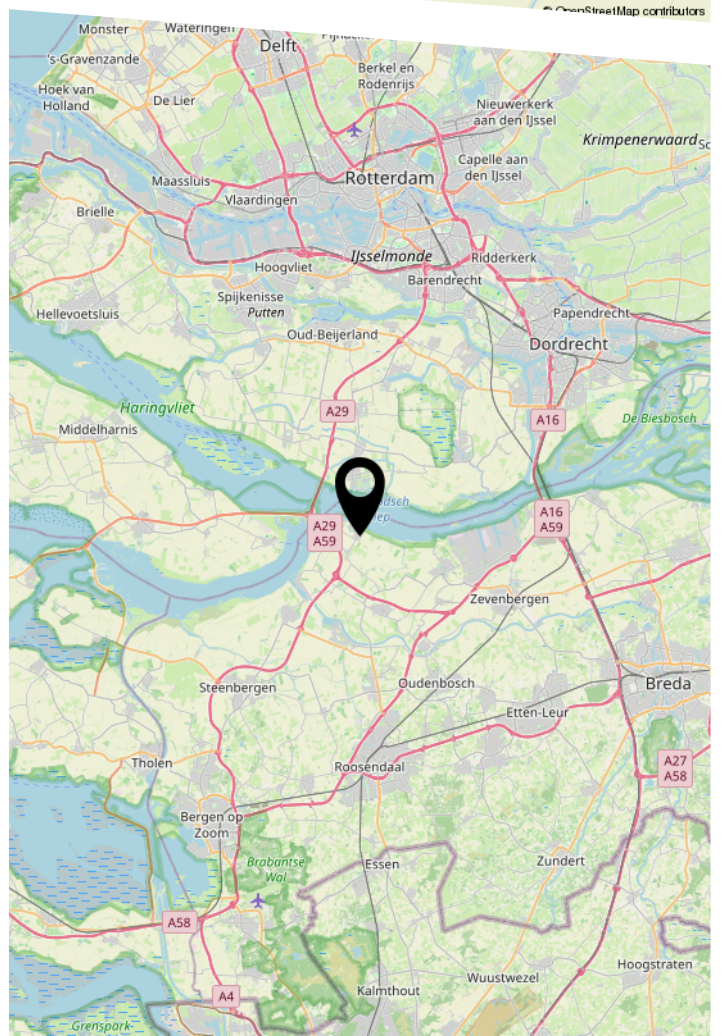 © OpenStreetMap contributors
Monster
Wateringen
Delft
's-Gravenzande
Berkel en
Rodenrijs
Hoek van
Holland
De Lier
Nieuwerkerk
aan den IJssel
Krimpenerwaard
Capelle aan
den IJssel
Maassluis
Rotterdam
Vlaardingen
Brielle
IJsselmonde
Ridderkerk
Hoogvliet
Barendrecht
Spijkenisse
Putten
Hellevoetsluis
Papendrecht
Oud-Beijerland
Dordrecht
Haringvliet
A29
A16
De Biesbosch
Middelharnis
A29
A59
A16
A59
Zevenbergen
Steenbergen
Oudenbosch
Breda
Etten-Leur
Tholen
Roosendaal
A27
A58
Bergen op
Zoom
Brabantse
Wal
Essen
Zundert
A58
Hoogstraten
Wuustwezel
Kalmthout
A4
Grenspark